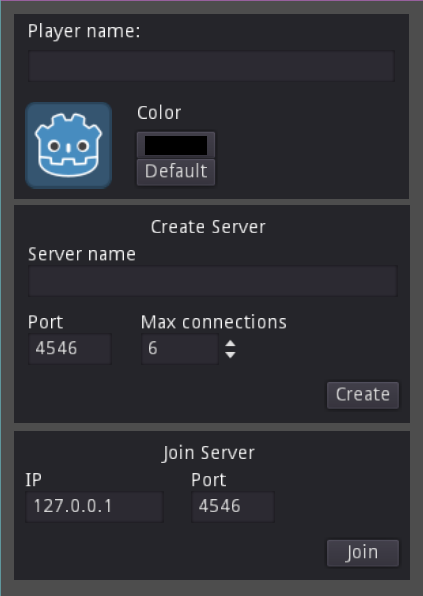 Player name:
Color
Default
Create Server
Server name
Port Max connections
4546 6
Create
Join Server
IP Port
127.0.0.1 4546
Join